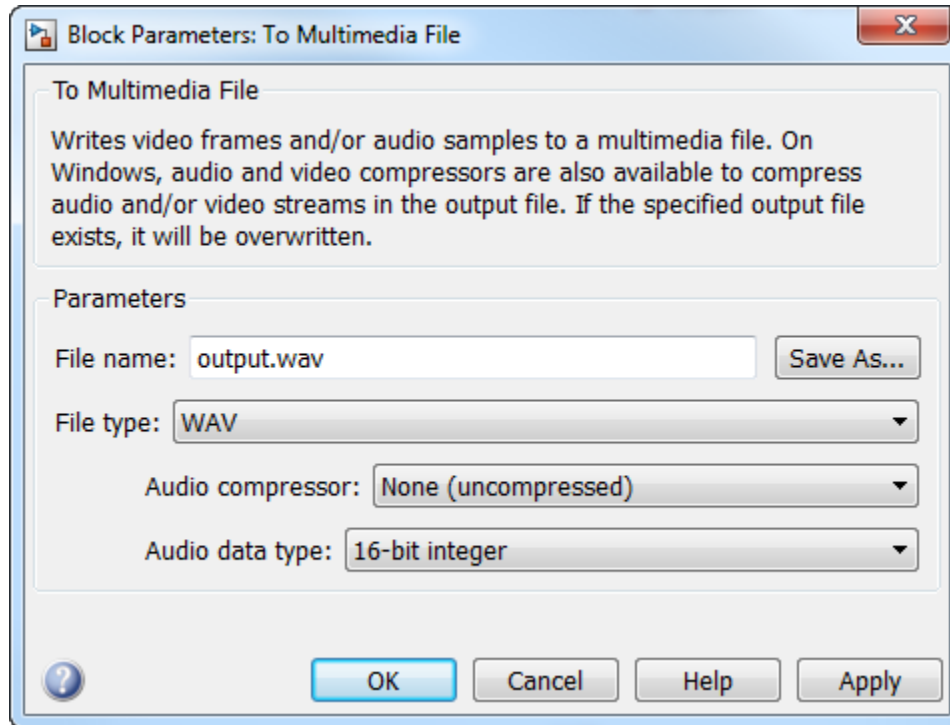 Block Parameters: To Multimedia File
To Multimedia File
Writes video frames and/or audio samples to a multimedia file. On
Windows, audio and video compressors are also available to compress
audio and/or video streams in the output file. If the specified output file
exists, it will be overwritten.
Parameters
File name: output.wav Save As...
File type: WAV
Audio compressor: None (uncompressed)
Audio data type: 16-bit integer
? OK Cancel Help Apply